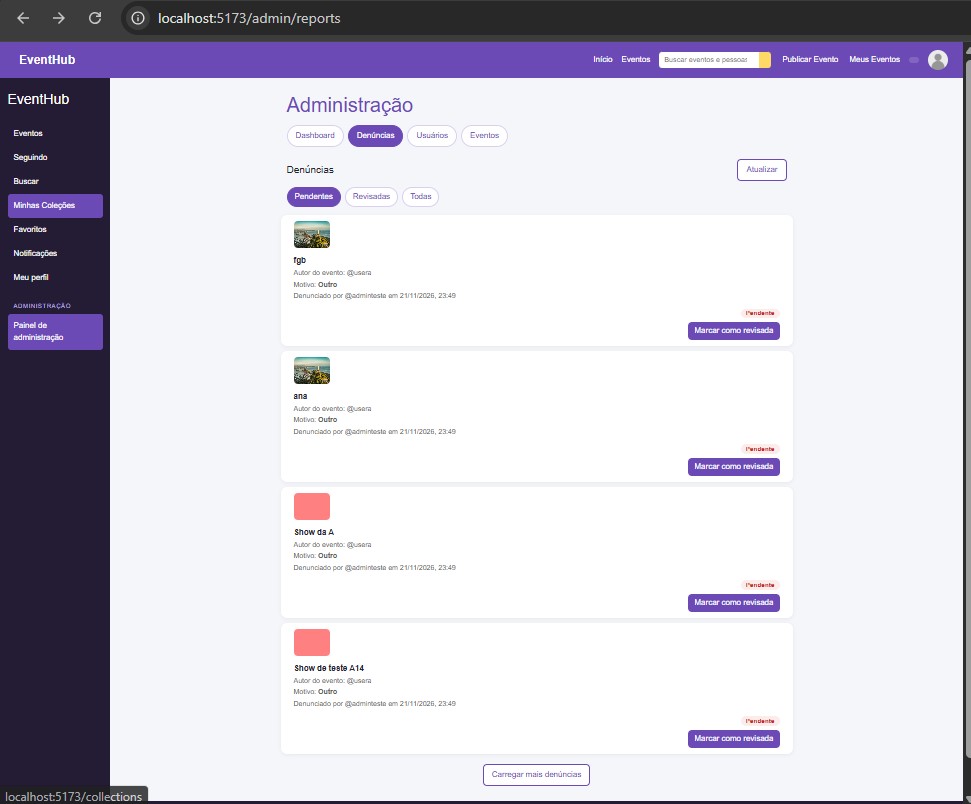 localhost:5173/admin/reports
EventHub
Início
Eventos
Buscar eventos e pessoas
Publicar Evento
Meus Eventos
EventHub
Eventos
Seguindo
Buscar
Minhas Coleções
Favoritos
Notificações
Meu perfil
ADMINISTRAÇÃO
Painel de
administração
Administração
Dashboard
Denúncias
Usuários
Eventos
Denúncias
Atualizar
Pendentes
Revisadas
Todas
fgb
Autor do evento: @usera
Motivo: Outro
Denunciado por @adminteste em 21/11/2026, 23:49
Pendente
Marcar como revisada
ana
Autor do evento: @usera
Motivo: Outro
Denunciado por @adminteste em 21/11/2026, 23:49
Pendente
Marcar como revisada
Show da A
Autor do evento: @usera
Motivo: Outro
Denunciado por @adminteste em 21/11/2026, 23:49
Pendente
Marcar como revisada
Show de teste A14
Autor do evento: @usera
Motivo: Outro
Denunciado por @adminteste em 21/11/2026, 23:49
Pendente
Marcar como revisada
Carregar mais denúncias
localhost:5173/collections